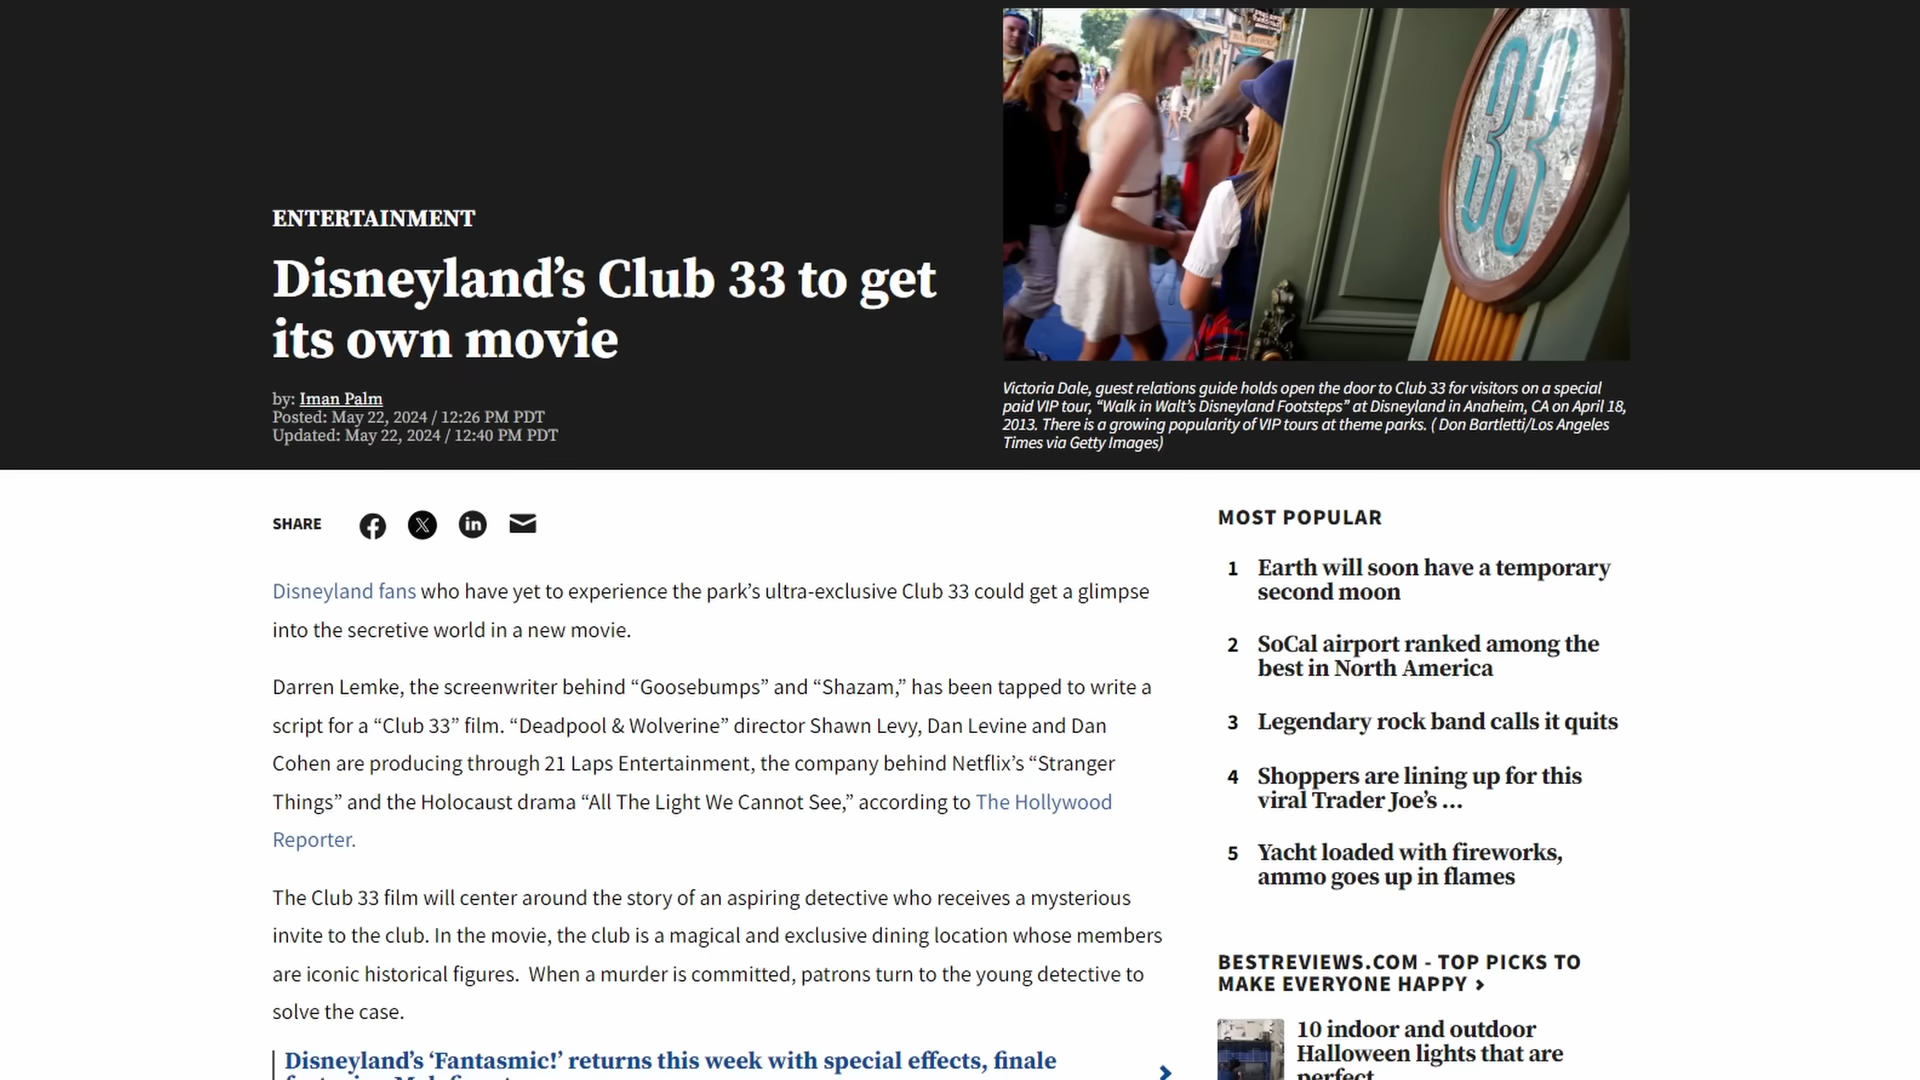 ENTERTAINMENT
Disneyland’s Club 33 to get
its own movie
by: Iman Palm
Posted: May 22, 2024 / 12:26 PM PDT
Updated: May 22, 2024 / 12:40 PM PDT
33
Victoria Dale, guest relations guide holds open the door to Club 33 for visitors on a special
paid VIP tour, “Walk in Walt’s Disneyland Footsteps” at Disneyland in Anaheim, CA on April 18,
2013. There is a growing popularity of VIP tours at theme parks. ( Don Bartletti/Los Angeles
Times via Getty Images)
SHARE
Disneyland fans who have yet to experience the park’s ultra-exclusive Club 33 could get a glimpse
into the secretive world in a new movie.
Darren Lemke, the screenwriter behind “Goosebumps” and “Shazam,” has been tapped to write a
script for a “Club 33” film. “Deadpool & Wolverine” director Shawn Levy, Dan Levine and Dan
Cohen are producing through 21 Laps Entertainment, the company behind Netflix’s “Stranger
Things” and the Holocaust drama “All The Light We Cannot See,” according to The Hollywood
Reporter.
The Club 33 film will center around the story of an aspiring detective who receives a mysterious
invite to the club. In the movie, the club is a magical and exclusive dining location whose members
are iconic historical figures.  When a murder is committed, patrons turn to the young detective to
solve the case.
Disneyland’s ‘Fantasmic!’ returns this week with special effects, finale
MOST POPULAR
1 Earth will soon have a temporary
second moon
2 SoCal airport ranked among the
best in North America
3 Legendary rock band calls it quits
4 Shoppers are lining up for this
viral Trader Joe’s …
5 Yacht loaded with fireworks,
ammo goes up in flames
BESTREVIEWS.COM - TOP PICKS TO
MAKE EVERYONE HAPPY
10 indoor and outdoor
Halloween lights that are
perfect